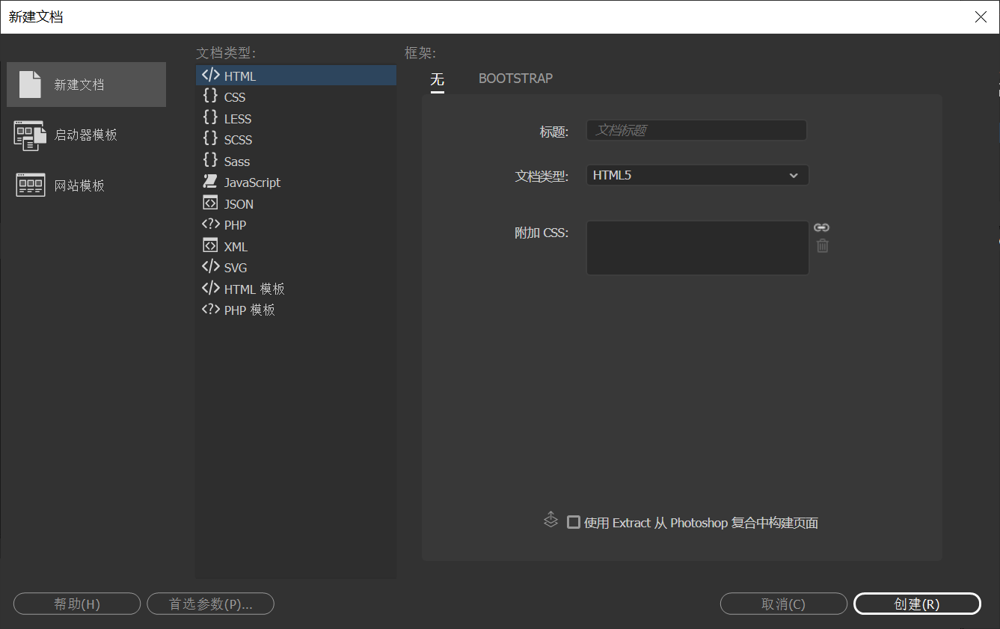 新建文档
新建文档
启动器模板
网站模板
文档类型:
HTML
CSS
LESS
SCSS
Sass
JavaScript
JSON
PHP
XML
SVG
HTML 模板
PHP 模板
框架:
无 BOOTSTRAP
标题: 文档标题
文档类型: HTML5
附加 CSS:
使用 Extract 从 Photoshop 复合中构建页面
帮助(H) 首选参数(P)... 取消(C) 创建(R)